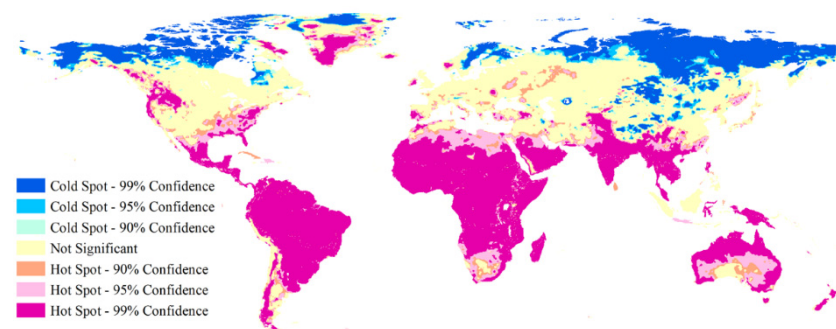 Cold Spot - 99% Confidence
Cold Spot - 95% Confidence
Cold Spot - 90% Confidence
Not Significant
Hot Spot - 90% Confidence
Hot Spot - 95% Confidence
Hot Spot - 99% Confidence